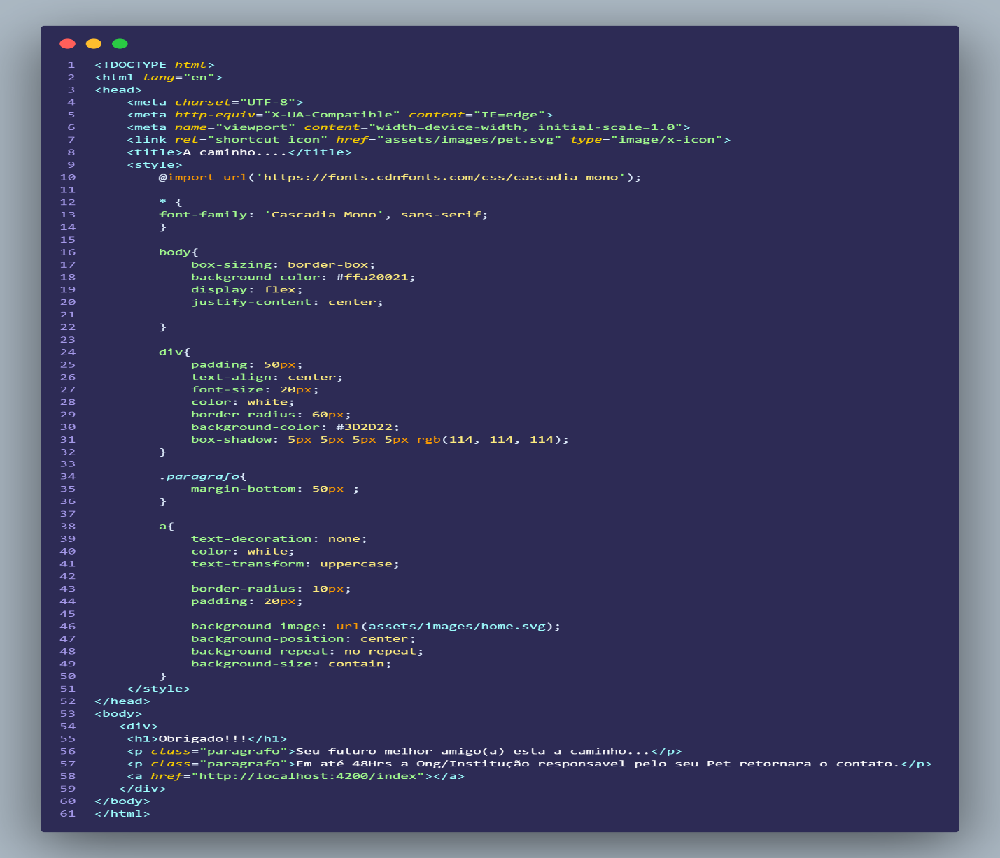 1 <!DOCTYPE html>
2 <html lang="en">
3 <head>
4     <meta charset="UTF-8">
5     <meta http-equiv="X-UA-Compatible" content="IE=edge">
6     <meta name="viewport" content="width=device-width, initial-scale=1.0">
7     <link rel="shortcut icon" href="assets/images/pet.svg" type="image/x-icon">
8     <title>A caminho....</title>
9     <style>
10         @import url('https://fonts.cdnfonts.com/css/cascadia-mono');
11
12         * {
13         font-family: 'Cascadia Mono', sans-serif;
14         }
15
16         body{
17             box-sizing: border-box;
18             background-color: #ffa20021;
19             display: flex;
20             justify-content: center;
21
22         }
23
24         div{
25             padding: 50px;
26             text-align: center;
27             font-size: 20px;
28             color: white;
29             border-radius: 60px;
30             background-color: #3D2D22;
31             box-shadow: 5px 5px 5px 5px rgb(114, 114, 114);
32         }
33
34         .paragrafo{
35             margin-bottom: 50px ;
36         }
37
38         a{
39             text-decoration: none;
40             color: white;
41             text-transform: uppercase;
42
43             border-radius: 10px;
44             padding: 20px;
45
46             background-image: url(assets/images/home.svg);
47             background-position: center;
48             background-repeat: no-repeat;
49             background-size: contain;
50         }
51     </style>
52 </head>
53 <body>
54    <div>
55     <h1>Obrigado!!!</h1>
56     <p class="paragrafo">Seu futuro melhor amigo(a) esta a caminho...</p>
57     <p class="paragrafo">Em até 48Hrs a Ong/Institução responsavel pelo seu Pet retornara o contato.</p>
58     <a href="http://localhost:4200/index"></a>
59    </div>
60 </body>
61 </html>